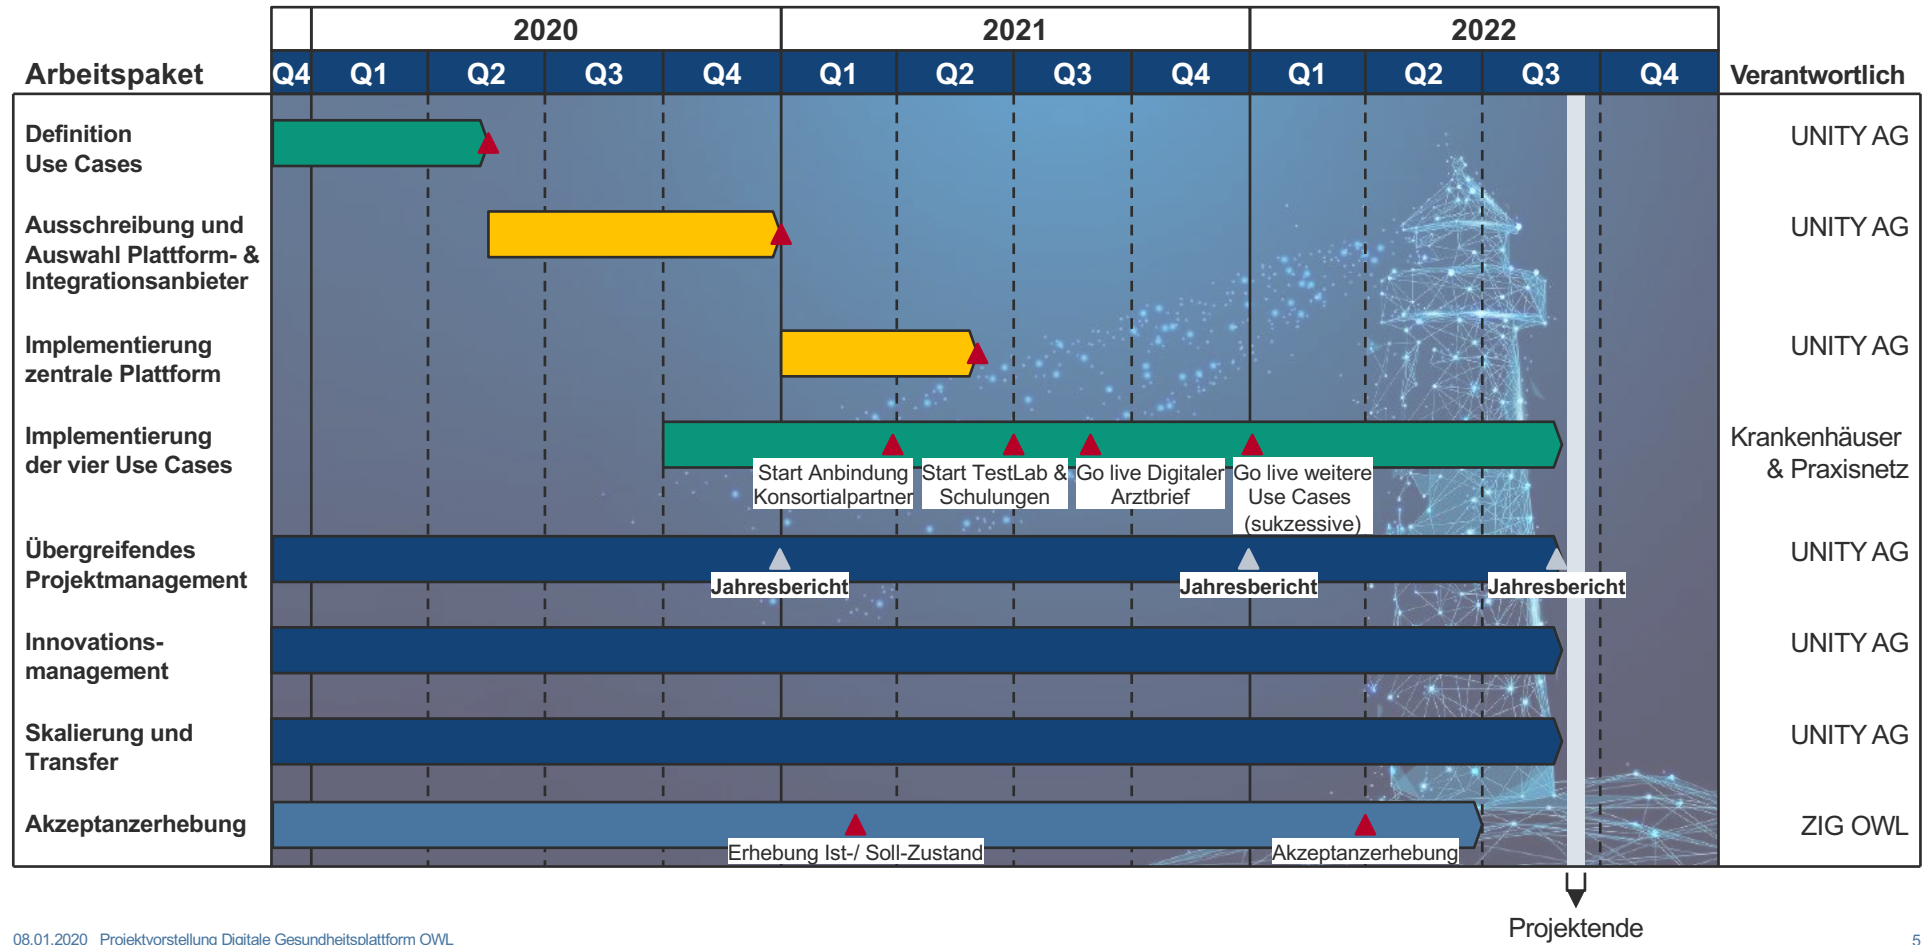 2020 2021 2022
Arbeitspaket Q4 Q1 Q2 Q3 Q4 Q1 Q2 Q3 Q4 Q1 Q2 Q3 Q4 Verantwortlich
Definition
Use Cases
UNITY AG
Ausschreibung und
Auswahl Plattform- &
Integrationsanbieter
UNITY AG
Implementierung
zentrale Plattform
UNITY AG
Implementierung
der vier Use Cases
Start Anbindung
Konsortialpartner
Start TestLab &
Schulungen
Go live Digitaler
Arztbrief
Go live weitere
Use Cases
(sukzessive)
Krankenhäuser
& Praxisnetz
Übergreifendes
Projektmanagement
Jahresbericht
Jahresbericht
Jahresbericht
UNITY AG
Innovations-
management
UNITY AG
Skalierung und
Transfer
UNITY AG
Akzeptanzerhebung
Erhebung Ist-/ Soll-Zustand
Akzeptanzerhebung
ZIG OWL
Projektende
08.01.2020 Projektvorstellung Digitale Gesundheitsplattform OWL
5